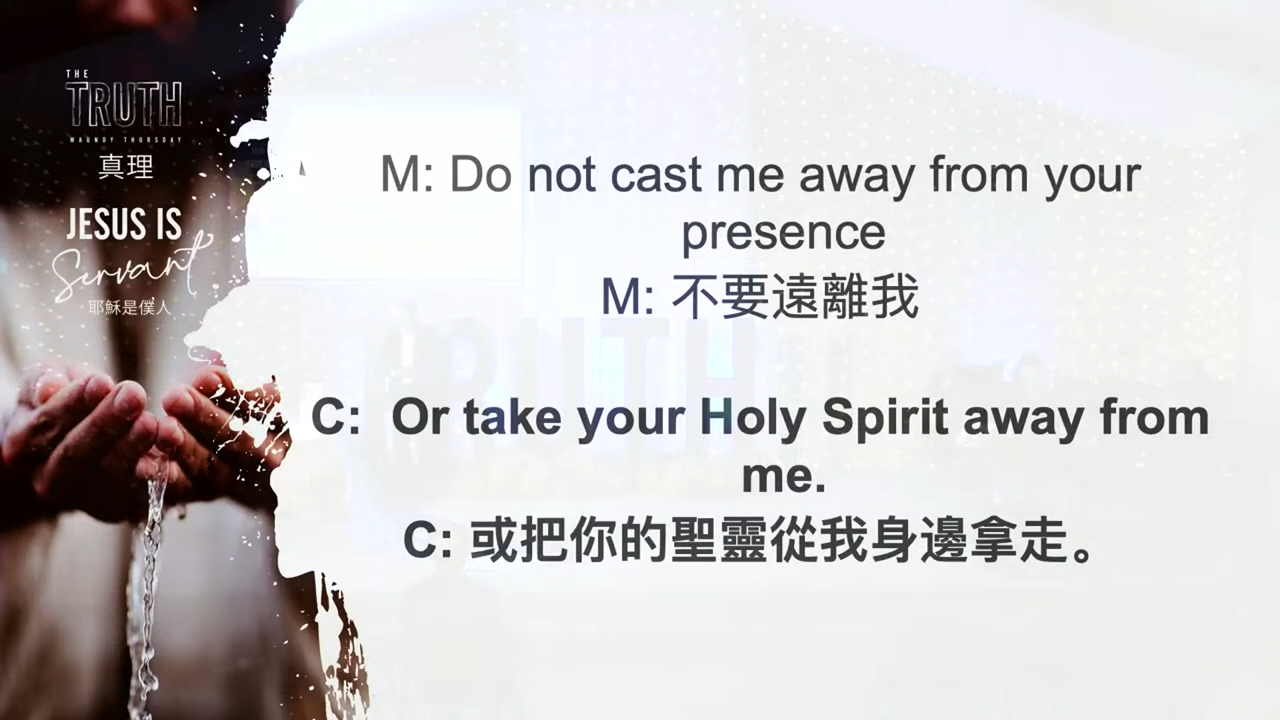 THE
TRUTH
MAUNDY THURSDAY
真理
JESUS IS
Servant
耶穌是僕人
M: Do not cast me away from your
presence
M: 不要遠離我
C: Or take your Holy Spirit away from
me.
C: 或把你的聖靈從我身邊拿走。